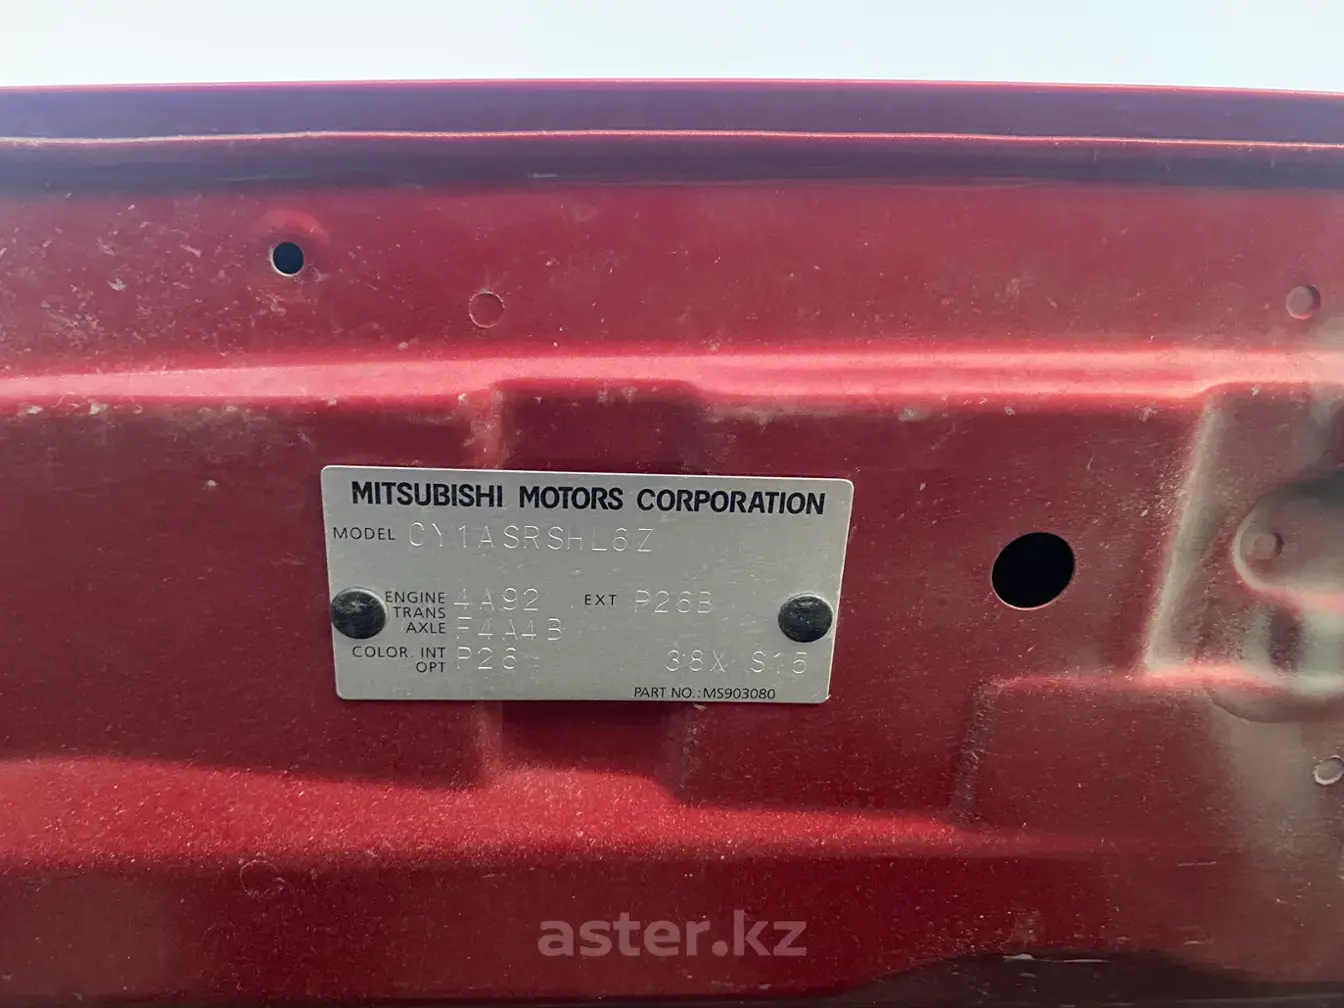 MITSUBISHI MOTORS CORPORATION
MODEL CY1ASRSHL6Z
ENGINE 4A92 EXT P26B
TRANS
AXLE F4A4B
COLOR. INT P26 38X S15
OPT
PART NO.: MS903080
aster.kz